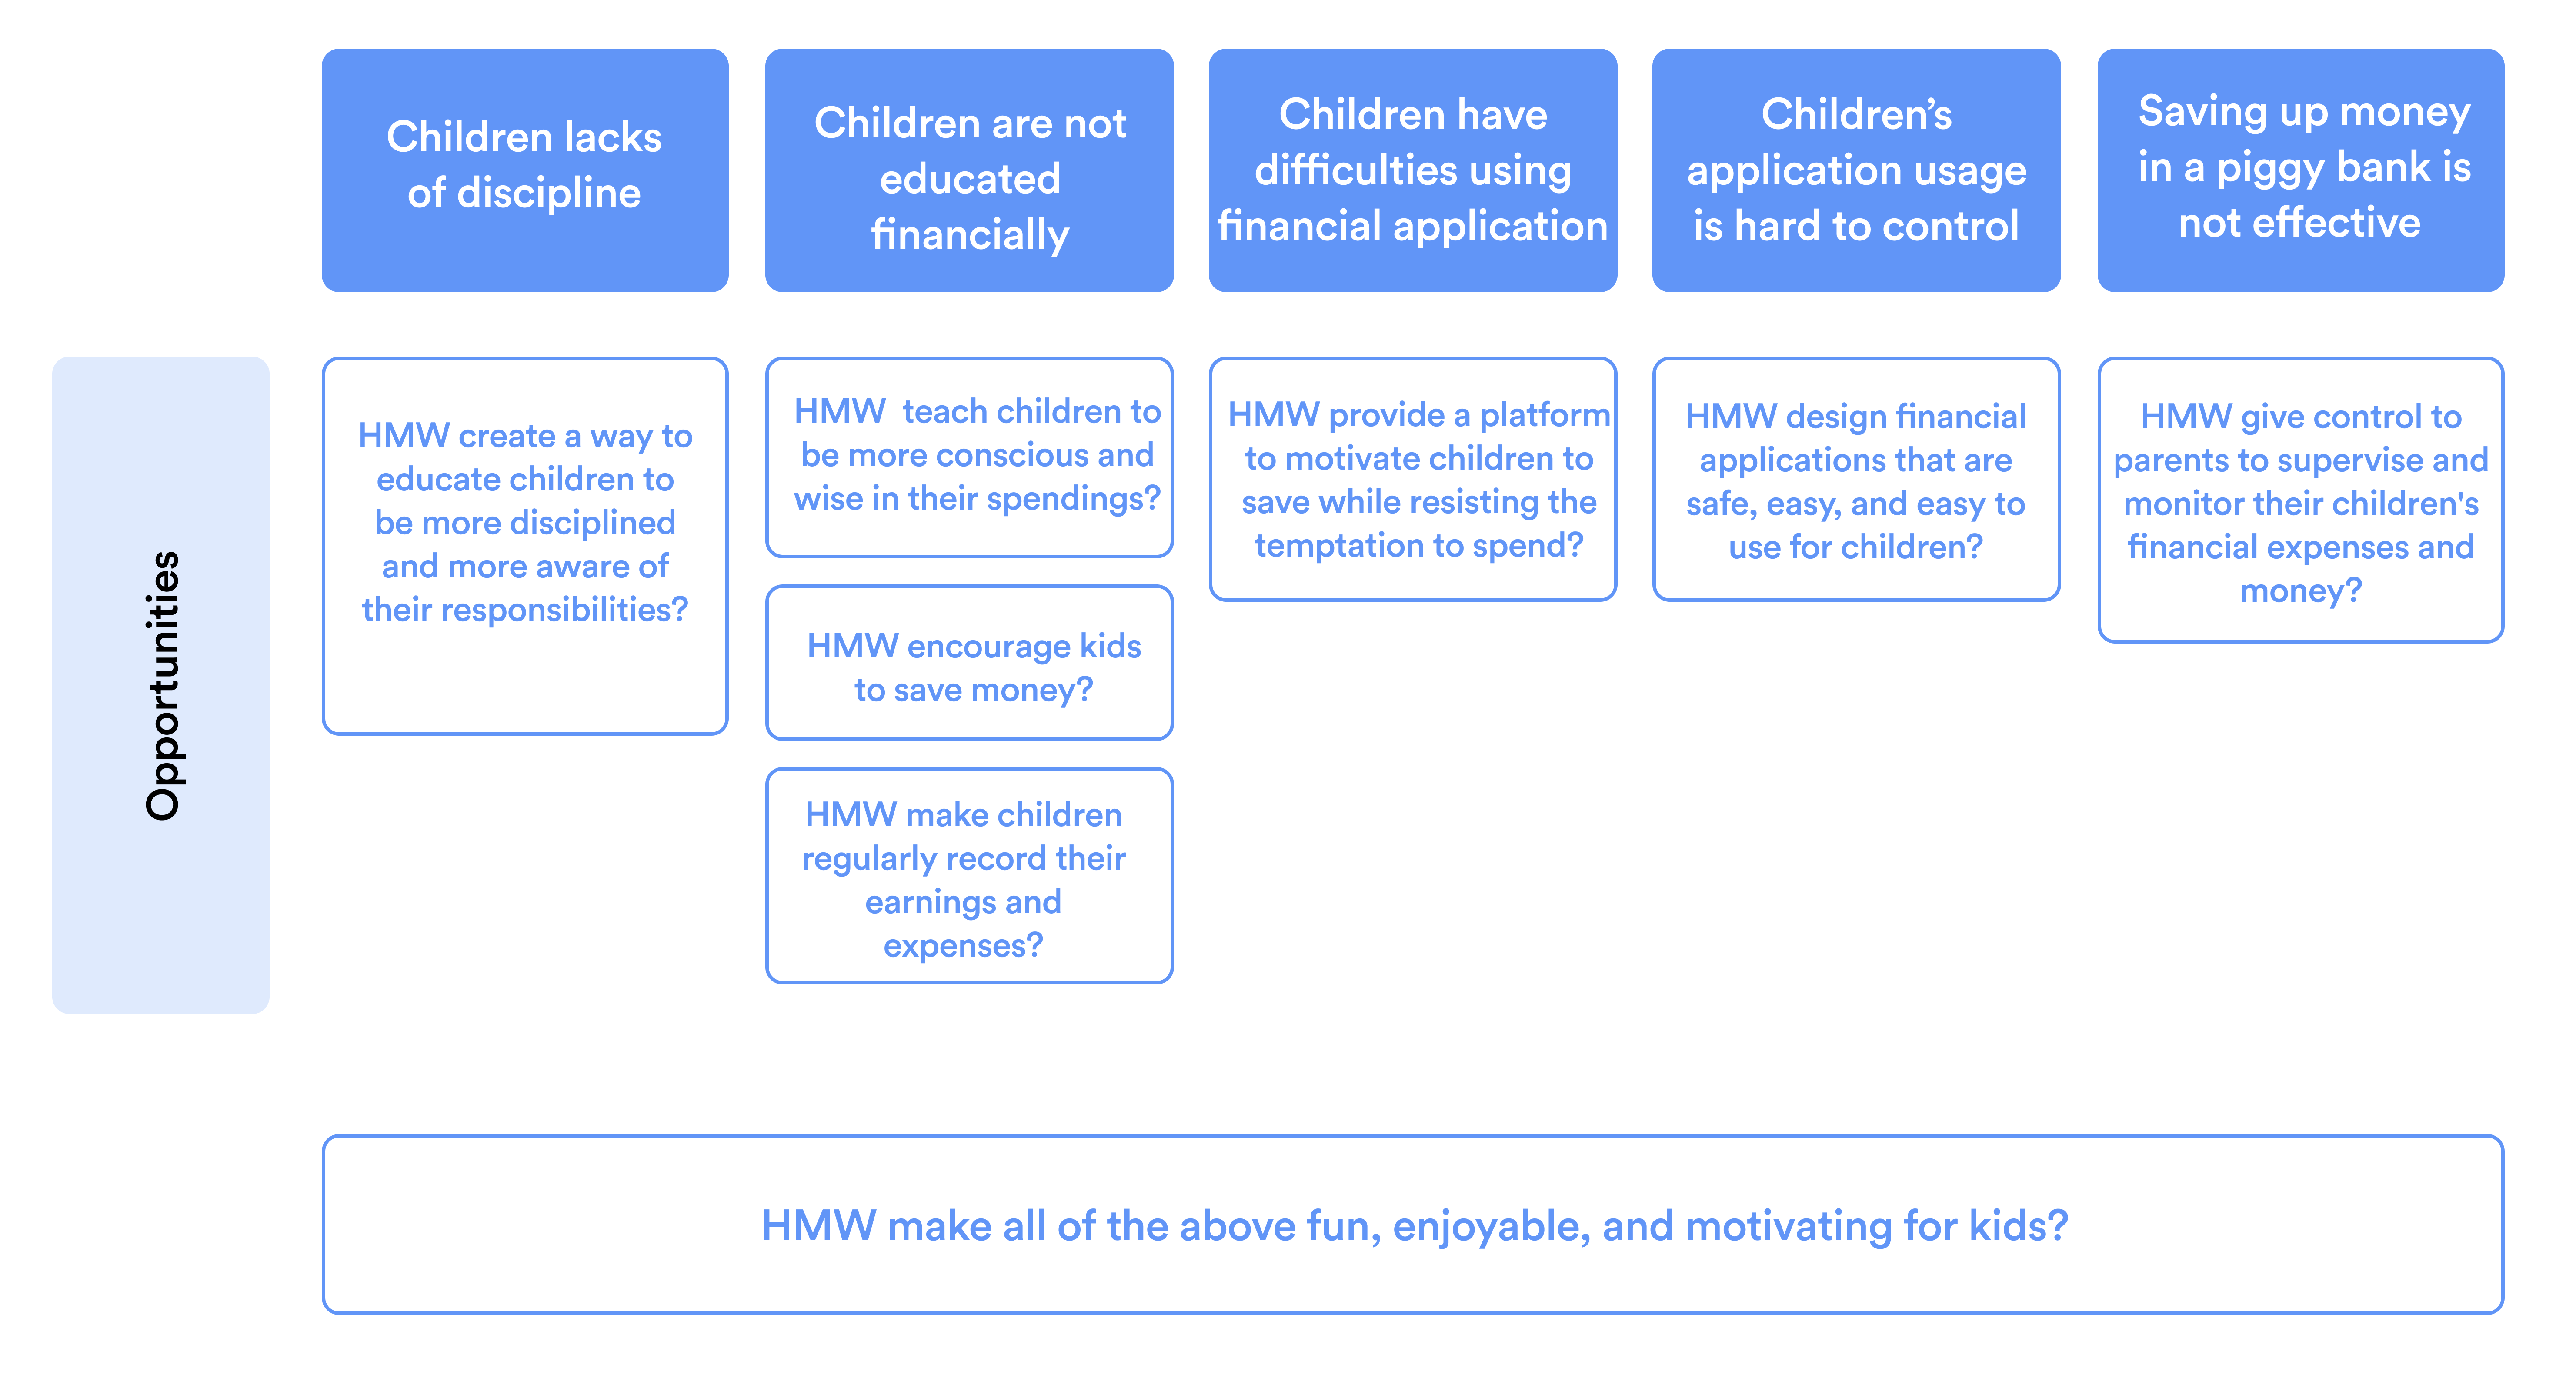 Children lacks
of discipline
Children are not
educated
financially
Children have
difficulties using
financial application
Children’s
application usage
is hard to control
Saving up money
in a piggy bank is
not effective
Opportunities
HMW create a way to
educate children to
be more disciplined
and more aware of
their responsibilities?
HMW  teach children to
be more conscious and
wise in their spendings?
HMW encourage kids
to save money?
HMW make children
regularly record their
earnings and
expenses?
HMW provide a platform
to motivate children to
save while resisting the
temptation to spend?
HMW design financial
applications that are
safe, easy, and easy to
use for children?
HMW give control to
parents to supervise and
monitor their children's
financial expenses and
money?
HMW make all of the above fun, enjoyable, and motivating for kids?